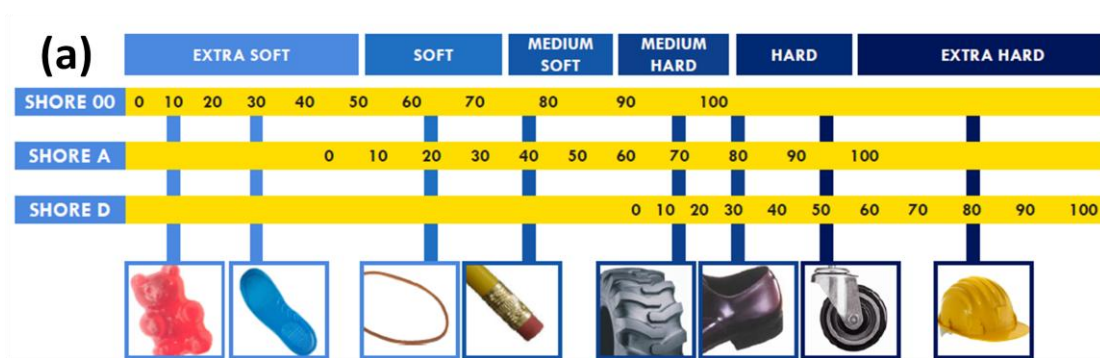 (a)
EXTRA SOFT
SOFT
MEDIUM
SOFT
MEDIUM
HARD
HARD
EXTRA HARD
SHORE 00 0 10 20 30 40 50 60 70 80 90 100
SHORE A 0 10 20 30 40 50 60 70 80 90 100
SHORE D 0 10 20 30 40 50 60 70 80 90 100